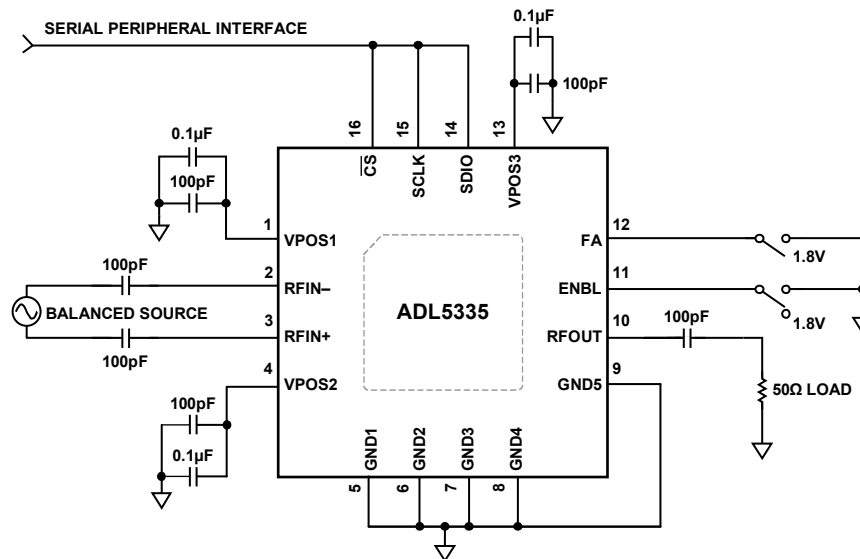 SERIAL PERIPHERAL INTERFACE
0.1µF
100pF
16
15
14
13
CS
SCLK
SDIO
VPOS3
0.1µF
100pF
1
VPOS1
100pF
2
RFIN–
BALANCED SOURCE
3
RFIN+
100pF
4
VPOS2
100pF
0.1µF
ADL5335
12
FA
1.8V
11
ENBL
1.8V
10
RFOUT
100pF
9
GND5
50Ω LOAD
GND1
GND2
GND3
GND4
5
6
7
8